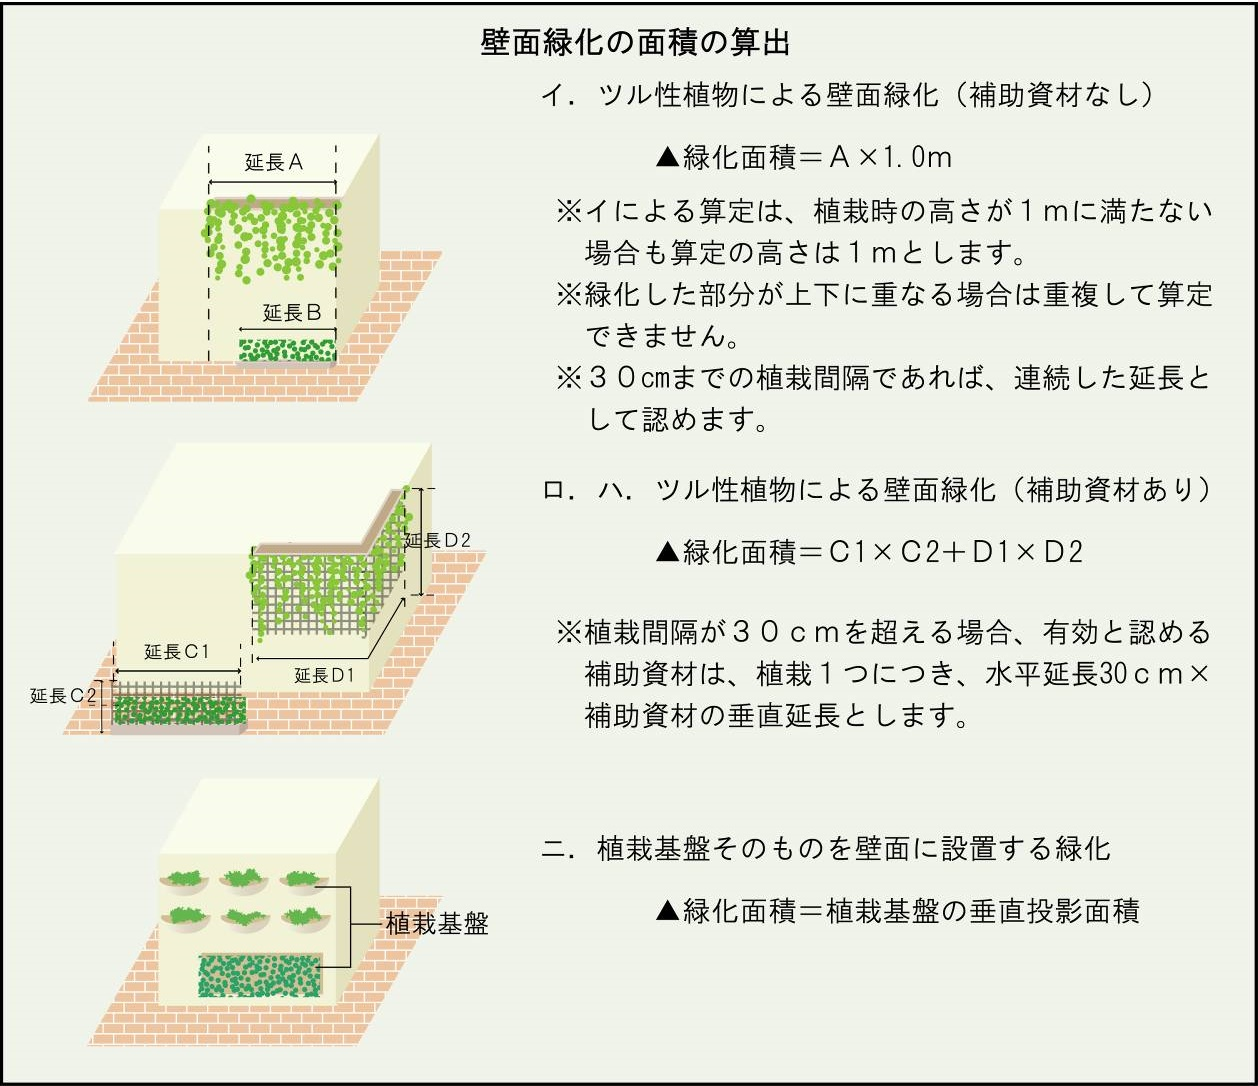 壁面緑化の面積の算出
イ．ツル性植物による壁面緑化（補助資材なし）
▲緑化面積＝Ａ×1.0m
※イによる算定は、植栽時の高さが１ｍに満たない
場合も算定の高さは１ｍとします。
※緑化した部分が上下に重なる場合は重複して算定
できません。
※３０㎝までの植栽間隔であれば、連続した延長と
して認めます。
延長Ａ
延長Ｂ
ロ．ハ．ツル性植物による壁面緑化（補助資材あり）
▲緑化面積＝Ｃ1×Ｃ2＋Ｄ1×Ｄ2
※植栽間隔が３０ｃｍを超える場合、有効と認める
補助資材は、植栽１つにつき、水平延長30ｃｍ×
補助資材の垂直延長とします。
延長D2
延長C1
延長D1
延長C2
ニ．植栽基盤そのものを壁面に設置する緑化
▲緑化面積＝植栽基盤の垂直投影面積
植栽基盤